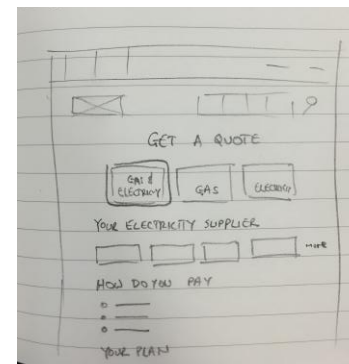 GET A QUOTE
GAS & ELECTRICITY GAS ELECTRICITY
YOUR ELECTRICITY SUPPLIER
more
HOW DO YOU PAY
YOUR PLAN